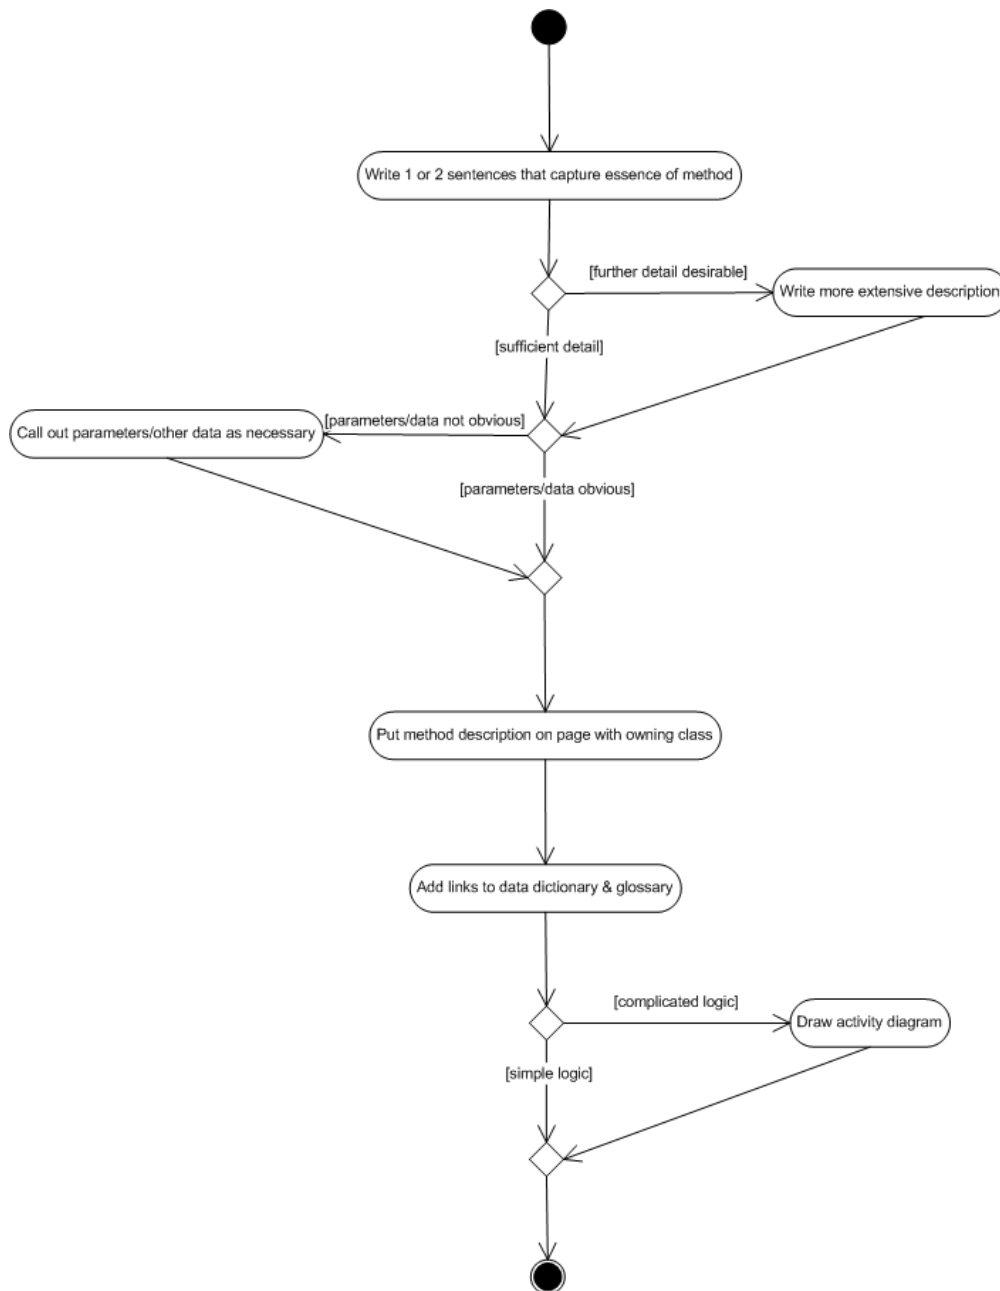 Write 1 or 2 sentences that capture essence of method
[further detail desirable]
Write more extensive description
[sufficient detail]
[parameters/data not obvious]
Call out parameters/other data as necessary
[parameters/data obvious]
Put method description on page with owning class
Add links to data dictionary & glossary
[complicated logic]
Draw activity diagram
[simple logic]